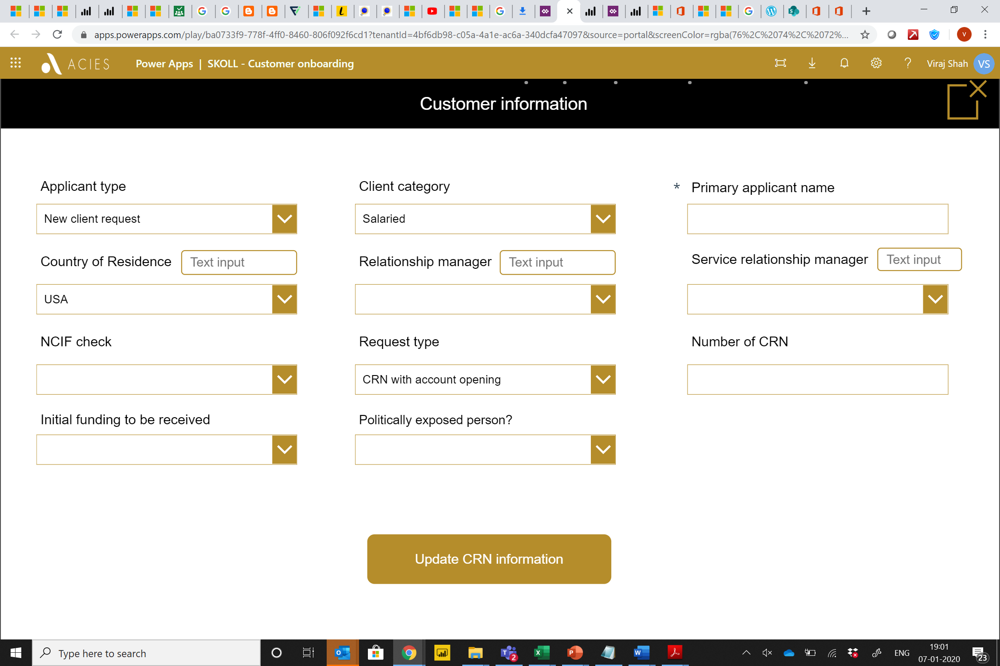 apps.powerapps.com/play/ba0733f9-778f-4ff0-8460-806f092f6cd1?tenantId=4bf6db98-c05a-4a1e-ac6a-340dcfa47097&source=portal&screenColor=rgba(76%2C%2074%2C%2072%...
V
ACIES
Power Apps | SKOLL - Customer onboarding
Viraj Shah
VS
Customer information
Applicant type
Client category
* Primary applicant name
New client request
Salaried
Country of Residence
Text input
Relationship manager
Text input
Service relationship manager
Text input
USA
NCIF check
Request type
Number of CRN
CRN with account opening
Initial funding to be received
Politically exposed person?
Update CRN information
Type here to search
2
ENG
19:01
07-01-2020
23